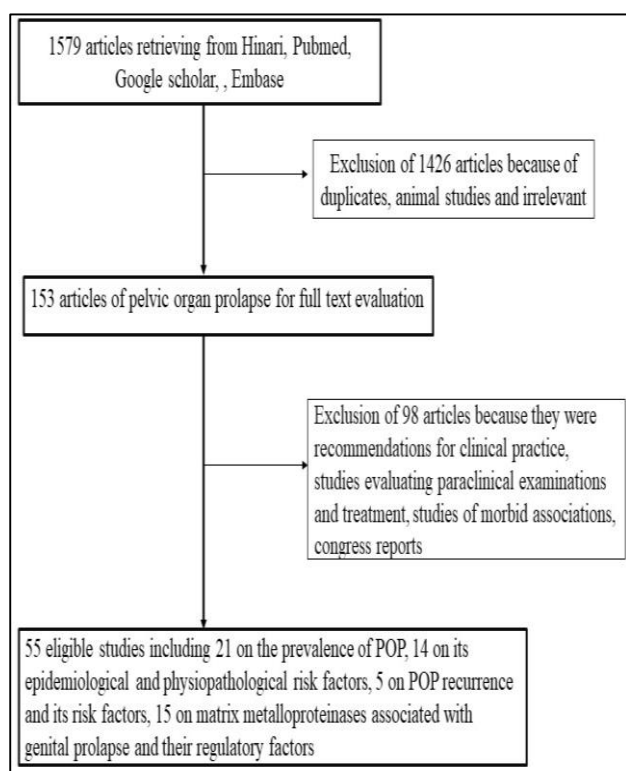 1579 articles retrieving from Hinari, Pubmed,
Google scholar, , Embase
Exclusion of 1426 articles because of
duplicates, animal studies and irrelevant
153 articles of pelvic organ prolapse for full text evaluation
Exclusion of 98 articles because they were
recommendations for clinical practice,
studies evaluating paraclinical examinations
and treatment, studies of morbid associations,
congress reports
55 eligible studies including 21 on the prevalence of POP, 14 on its
epidemiological and physiopathological risk factors, 5 on POP recurrence
and its risk factors, 15 on matrix metalloproteinases associated with
genital prolapse and their regulatory factors